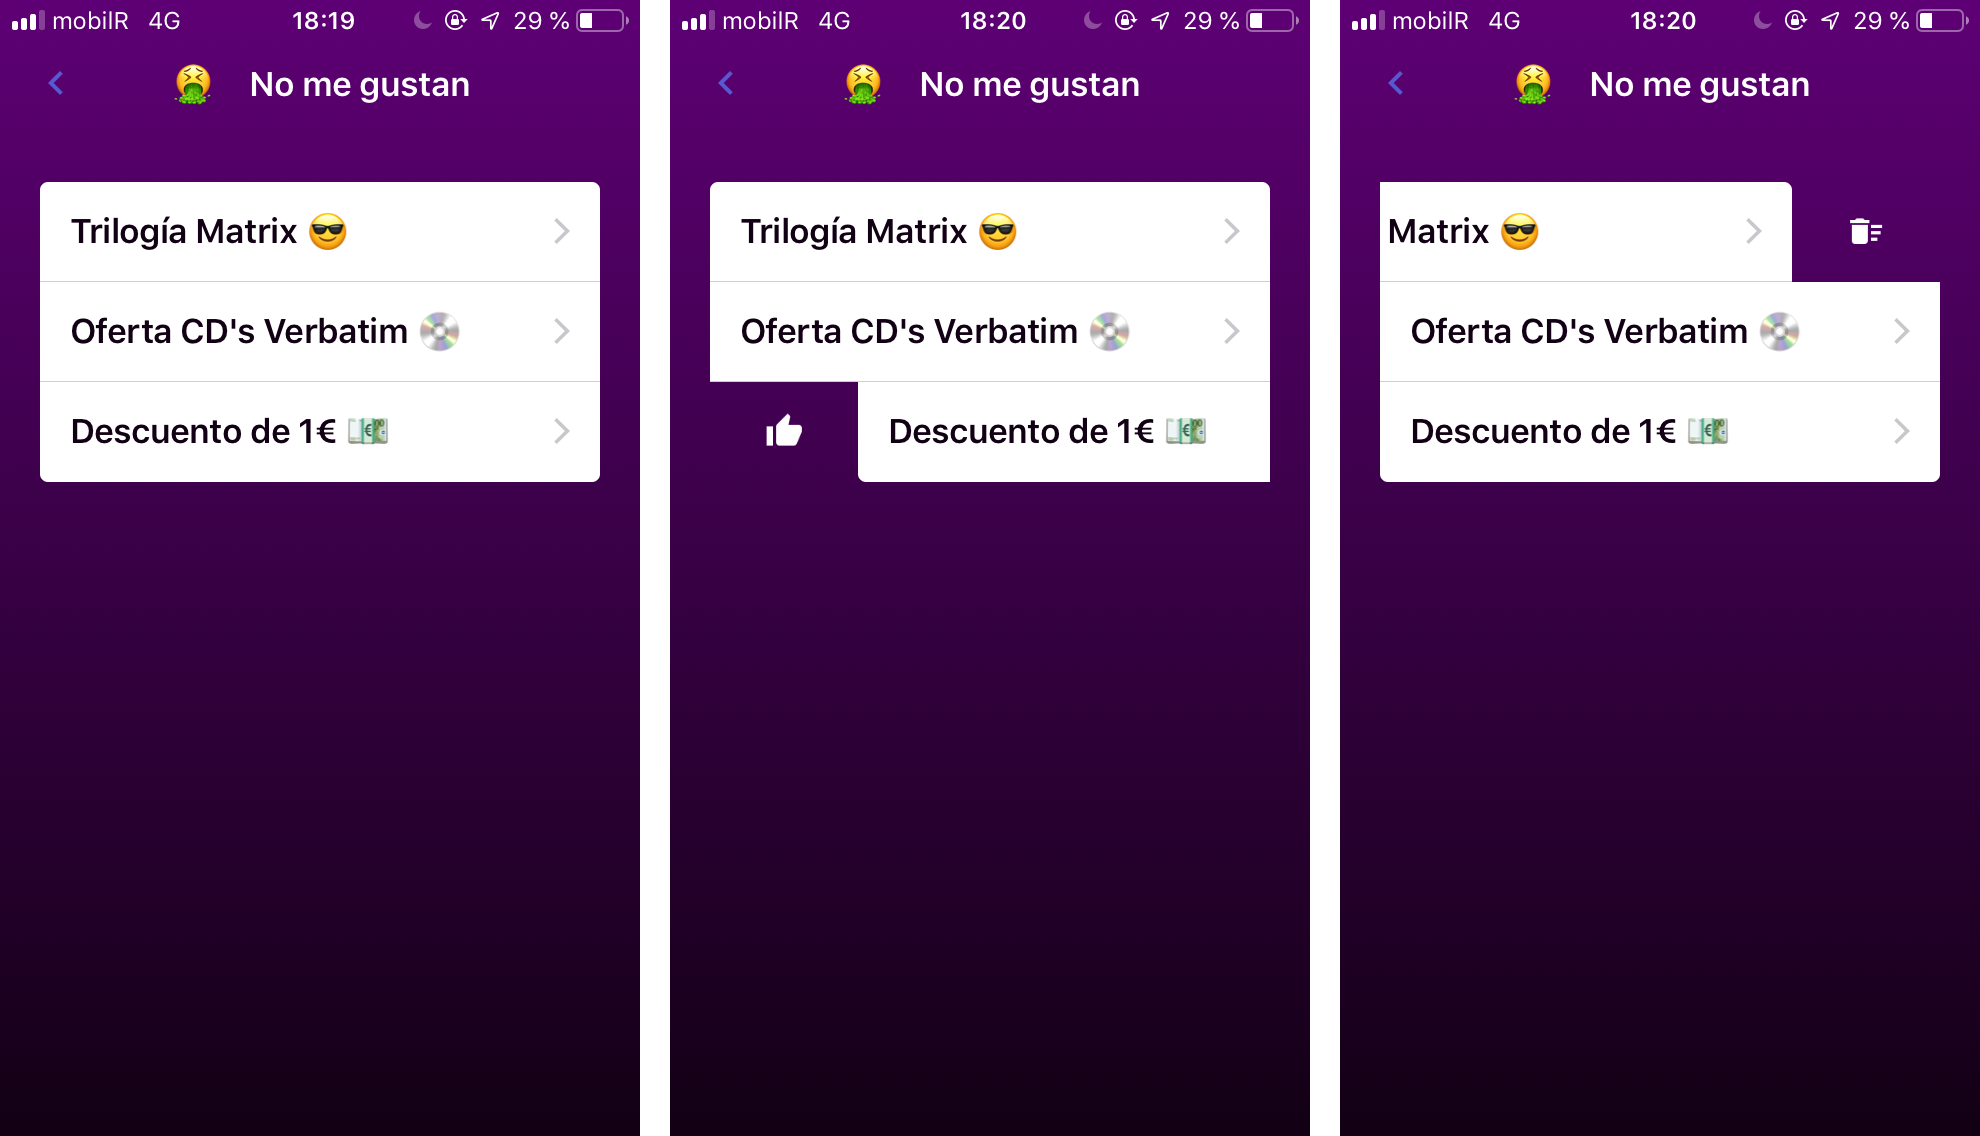 mobilR 4G 18:19 29 %
🤮 No me gustan
Trilogía Matrix 😎
Oferta CD's Verbatim 💿
Descuento de 1€ 💶
mobilR 4G 18:20 29 %
🤮 No me gustan
Trilogía Matrix 😎
Oferta CD's Verbatim 💿
Descuento de 1€ 💶
mobilR 4G 18:20 29 %
🤮 No me gustan
Matrix 😎
Oferta CD's Verbatim 💿
Descuento de 1€ 💶